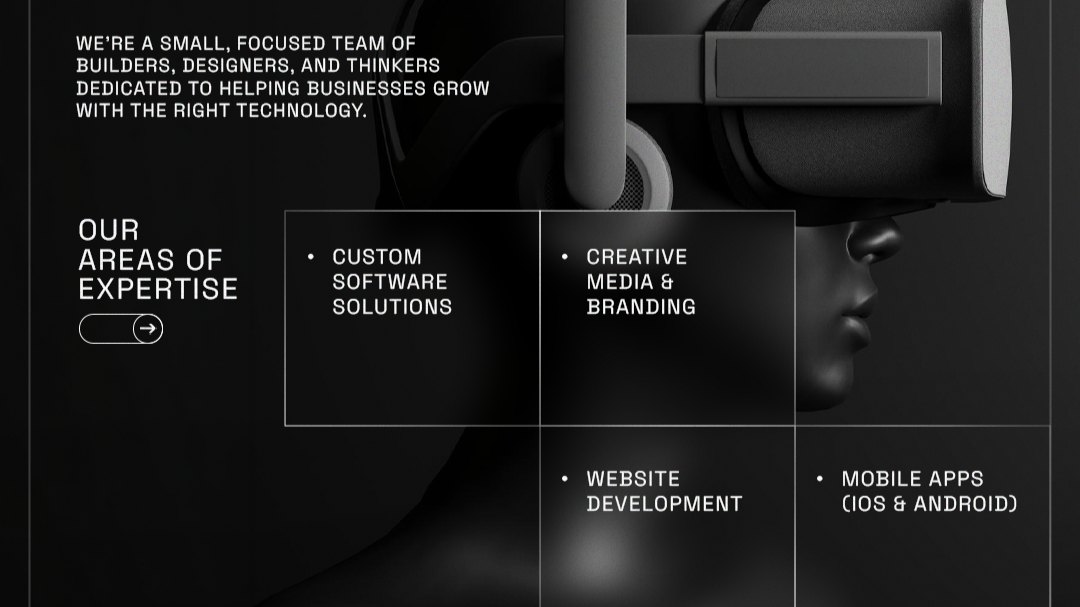 WE'RE A SMALL, FOCUSED TEAM OF
BUILDERS, DESIGNERS, AND THINKERS
DEDICATED TO HELPING BUSINESSES GROW
WITH THE RIGHT TECHNOLOGY.
OUR
AREAS OF
EXPERTISE
• CUSTOM
SOFTWARE
SOLUTIONS
• CREATIVE
MEDIA &
BRANDING
• WEBSITE
DEVELOPMENT
• MOBILE APPS
(IOS & ANDROID)